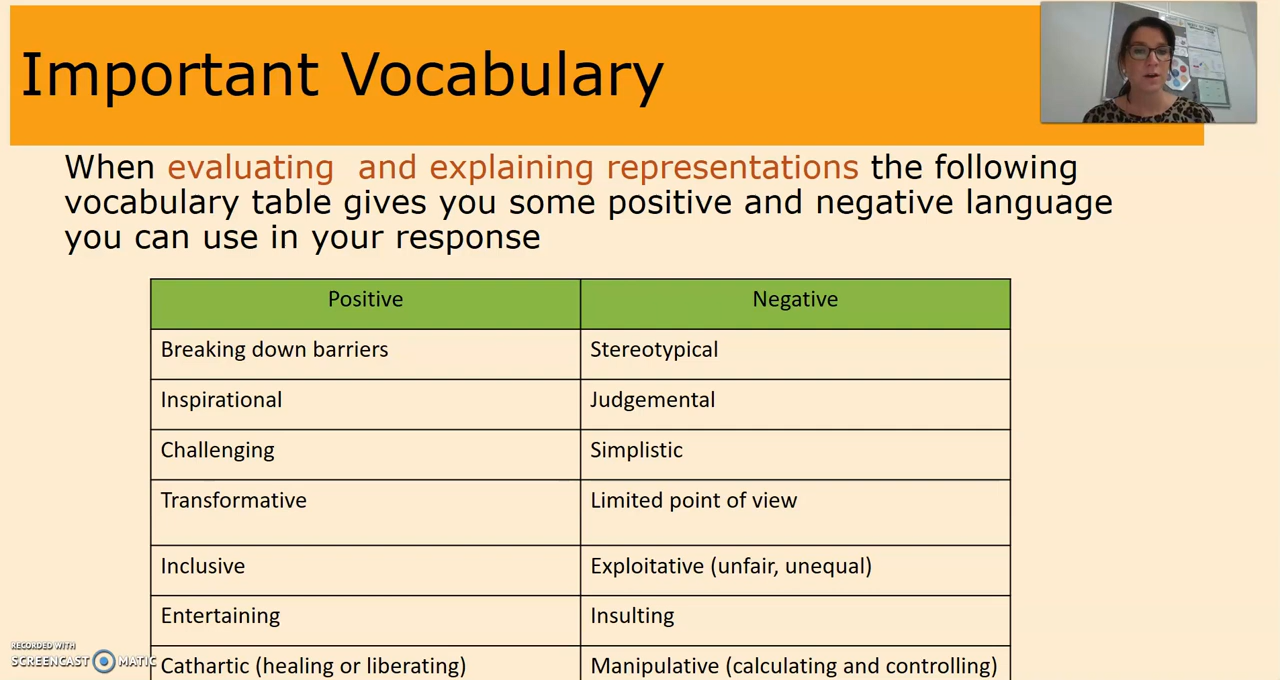 Important Vocabulary
When evaluating and explaining representations the following
vocabulary table gives you some positive and negative language
you can use in your response
Positive Negative
Breaking down barriers Stereotypical
Inspirational Judgemental
Challenging Simplistic
Transformative Limited point of view
Inclusive Exploitative (unfair, unequal)
Entertaining Insulting
Cathartic (healing or liberating) Manipulative (calculating and controlling)
RECORDED WITH
SCREENCAST MATIC